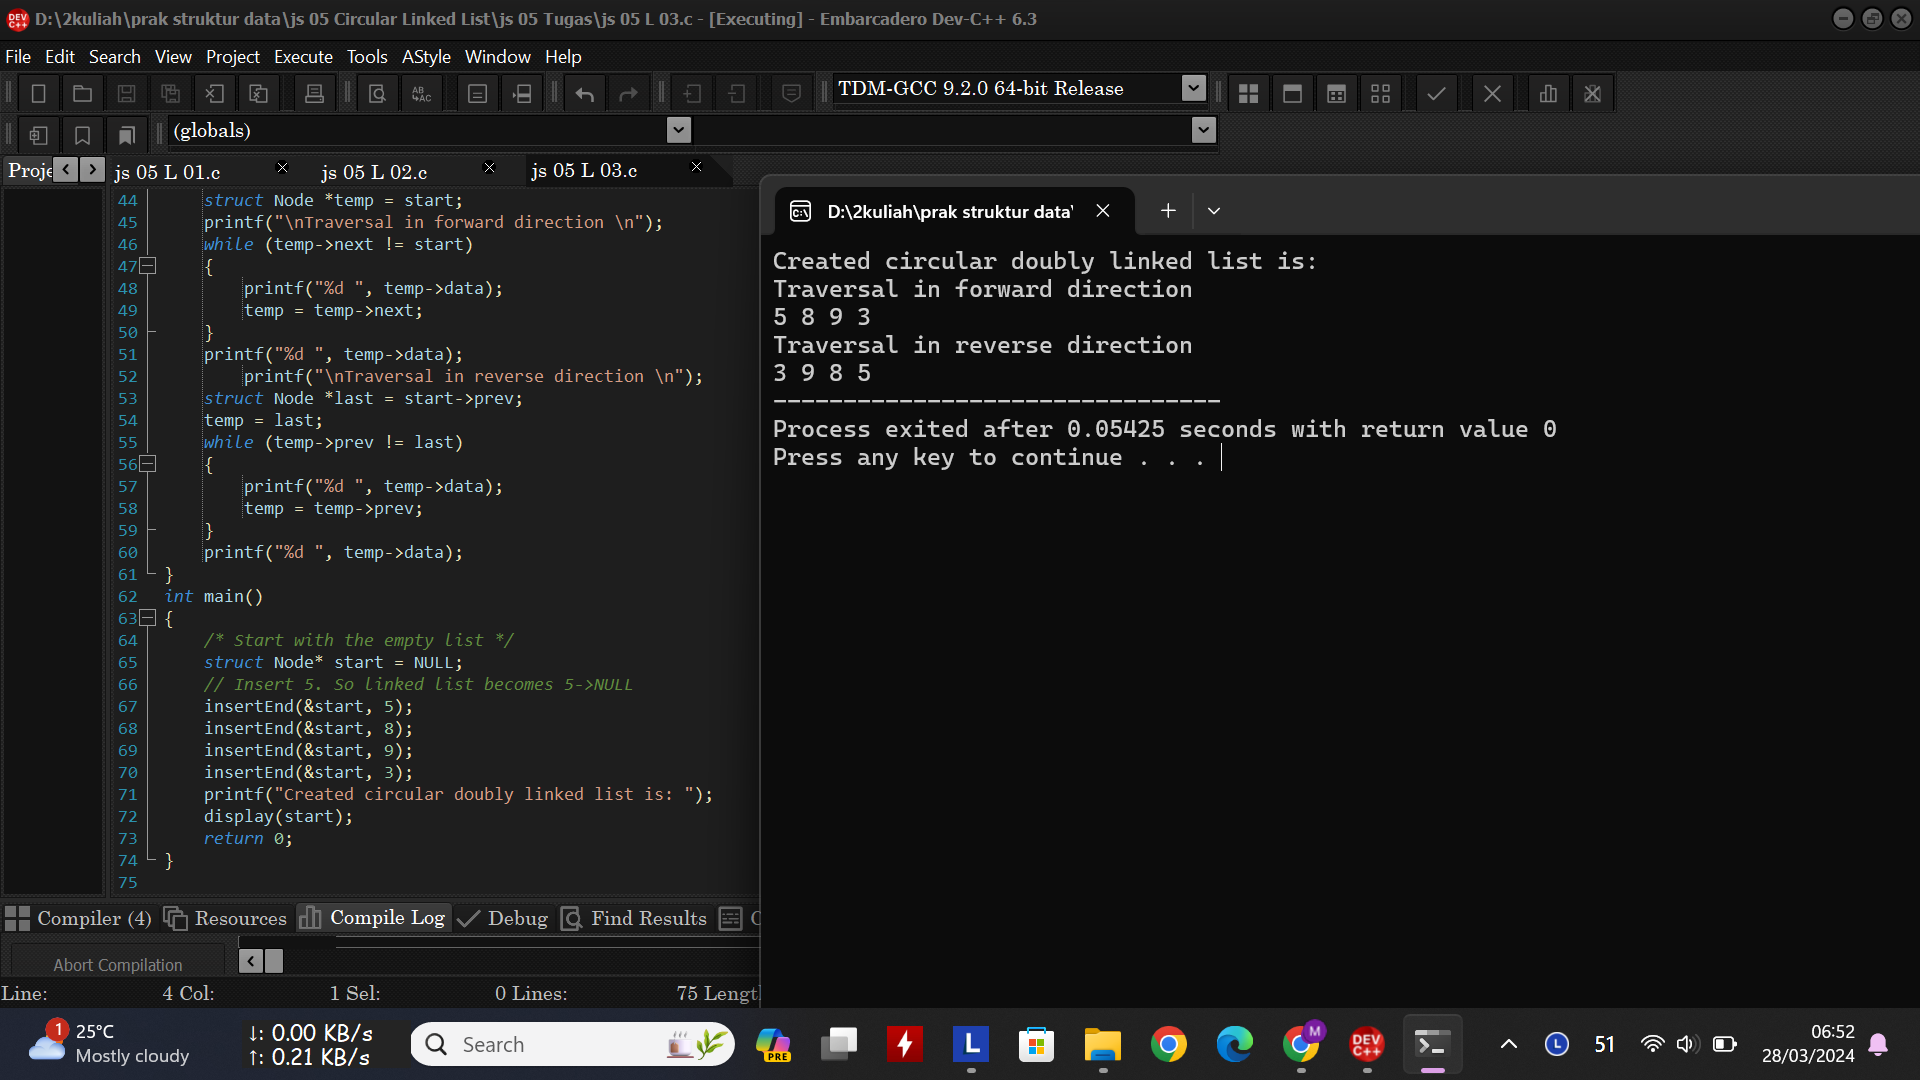 D:\2kuliah\prak struktur data\js 05 Circular Linked List\js 05 Tugas\js 05 L 03.c - [Executing] - Embarcadero Dev-C++ 6.3
File Edit Search View Project Execute Tools AStyle Window Help
TDM-GCC 9.2.0 64-bit Release
(globals)
Proje js 05 L 01.c js 05 L 02.c js 05 L 03.c
44 struct Node *temp = start;
45 printf("\nTraversal in forward direction \n");
46 while (temp->next != start)
47 {
48 printf("%d ", temp->data);
49 temp = temp->next;
50 }
51 printf("%d ", temp->data);
52 printf("\nTraversal in reverse direction \n");
53 struct Node *last = start->prev;
54 temp = last;
55 while (temp->prev != last)
56 {
57 printf("%d ", temp->data);
58 temp = temp->prev;
59 }
60 printf("%d ", temp->data);
61 }
62 int main()
63 {
64 /* Start with the empty list */
65 struct Node* start = NULL;
66 // Insert 5. So linked list becomes 5->NULL
67 insertEnd(&start, 5);
68 insertEnd(&start, 8);
69 insertEnd(&start, 9);
70 insertEnd(&start, 3);
71 printf("Created circular doubly linked list is: ");
72 display(start);
73 return 0;
74 }
75
D:\2kuliah\prak struktur data\
Created circular doubly linked list is:
Traversal in forward direction
5 8 9 3
Traversal in reverse direction
3 9 8 5
--------------------------------
Process exited after 0.05425 seconds with return value 0
Press any key to continue . . .
Compiler (4) Resources Compile Log Debug Find Results C
Abort Compilation
Line: 4 Col: 1 Sel: 0 Lines: 75 Lengt
1 25°C
Mostly cloudy
↓: 0.00 KB/s
↑: 0.21 KB/s
Search
PRE
L
M
DEV C++
L
51
06:52
28/03/2024